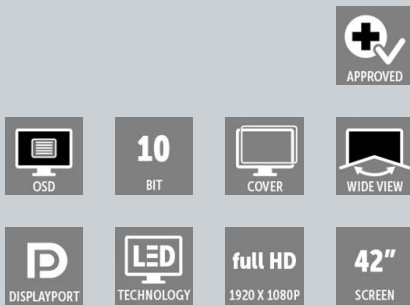 APPROVED
OSD
10
BIT
COVER
WIDE VIEW
DISPLAYPORT
LED
TECHNOLOGY
full HD
1920 X 1080P
42"
SCREEN